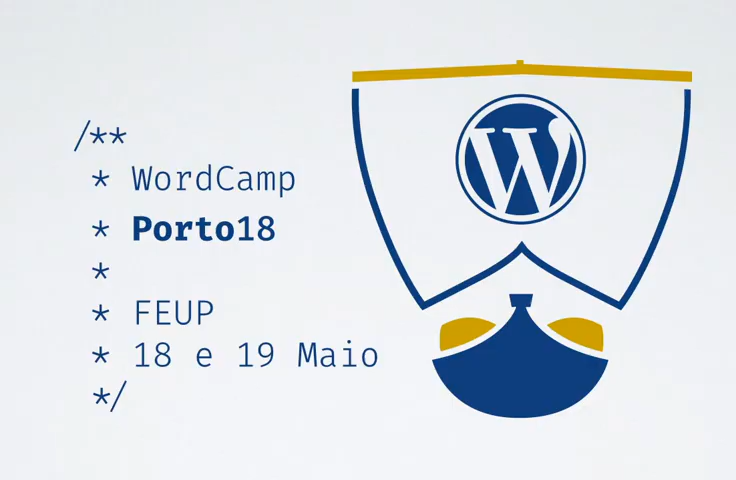 /**
* WordCamp
* Porto18
*
* FEUP
* 18 e 19 Maio
*/
W